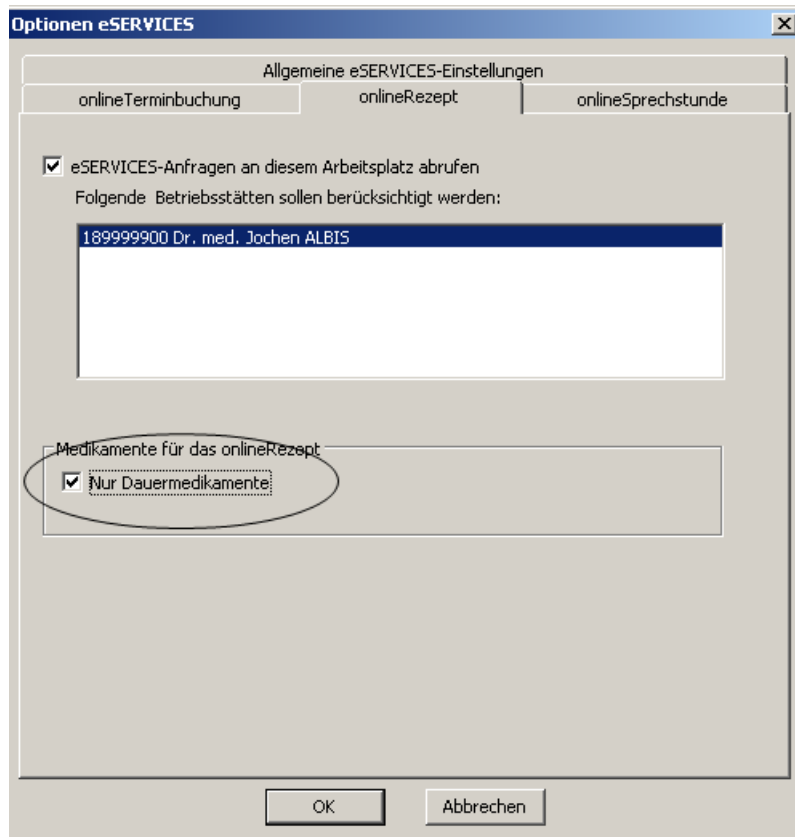 Optionen eSERVICES
Allgemeine eSERVICES-Einstellungen
onlineTerminbuchung
onlineRezept
onlineSprechstunde
eSERVICES-Anfragen an diesem Arbeitsplatz abrufen
Folgende Betriebsstätten sollen berücksichtigt werden:
189999900 Dr. med. Jochen ALBIS
Medikamente für das onlineRezept
Nur Dauermedikamente
OK
Abbrechen